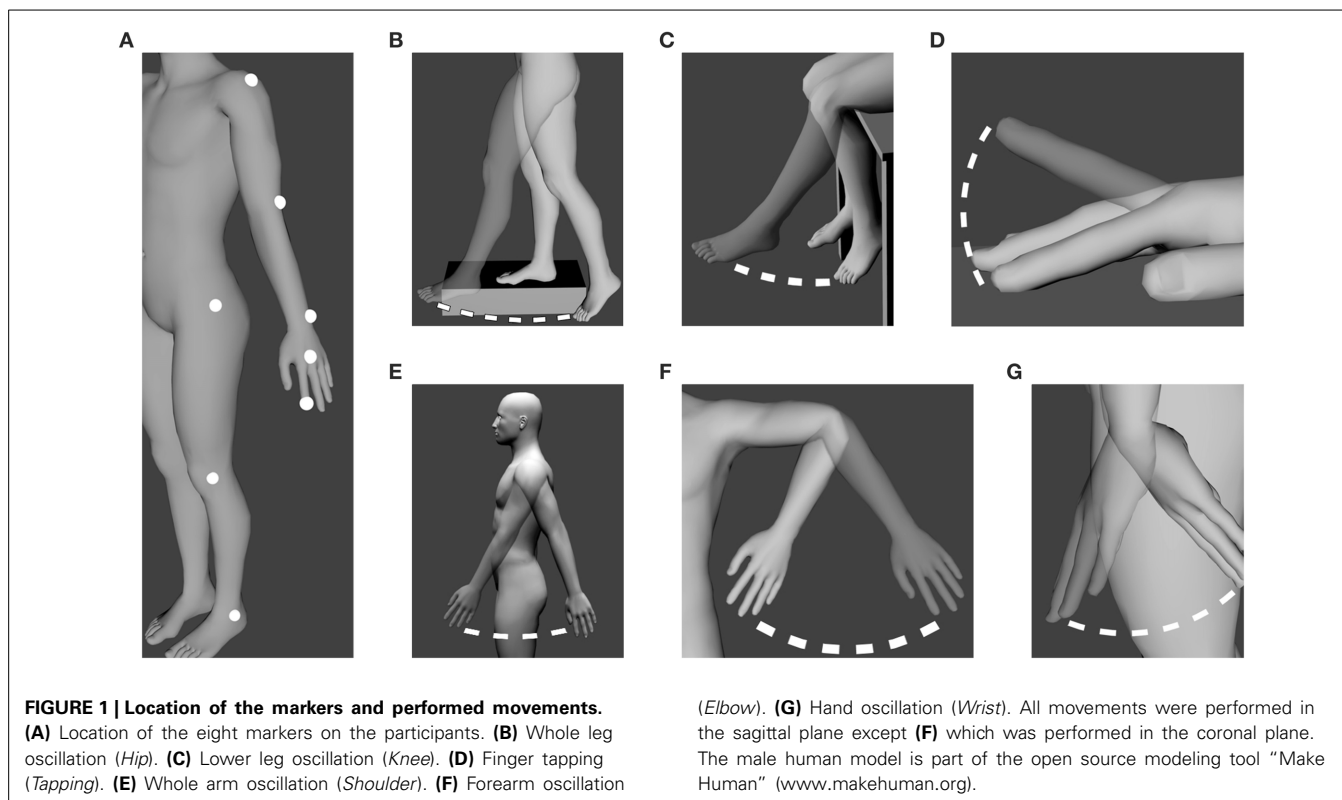 A
B
C
D
E
F
G
FIGURE 1 | Location of the markers and performed movements.
(A) Location of the eight markers on the participants. (B) Whole leg
oscillation (Hip). (C) Lower leg oscillation (Knee). (D) Finger tapping
(Tapping). (E) Whole arm oscillation (Shoulder). (F) Forearm oscillation
(Elbow). (G) Hand oscillation (Wrist). All movements were performed in
the sagittal plane except (F) which was performed in the coronal plane.
The male human model is part of the open source modeling tool “Make
Human” (www.makehuman.org).